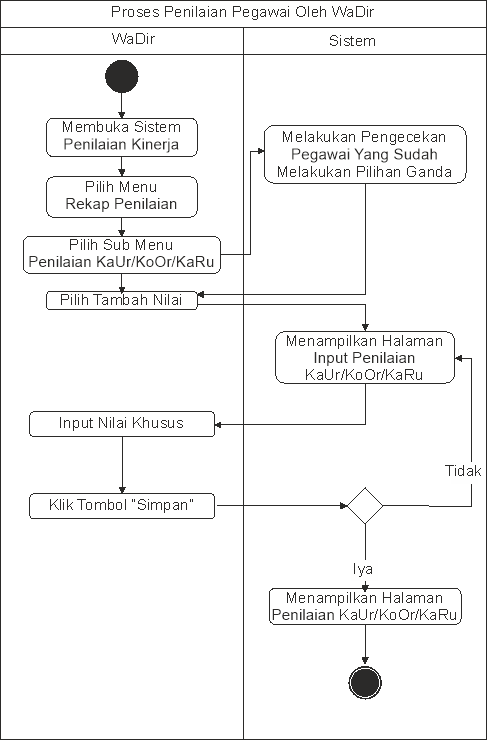 Proses Penilaian Pegawai Oleh WaDir
WaDir
Sistem
Membuka Sistem
Penilaian Kinerja
Melakukan Pengecekan
Pegawai Yang Sudah
Melakukan Pilihan Ganda
Pilih Menu
Rekap Penilaian
Pilih Sub Menu
Penilaian KaUr/KoOr/KaRu
Pilih Tambah Nilai
Menampilkan Halaman
Input Penilaian
KaUr/KoOr/KaRu
Input Nilai Khusus
Tidak
Klik Tombol "Simpan"
Iya
Menampilkan Halaman
Penilaian KaUr/KoOr/KaRu